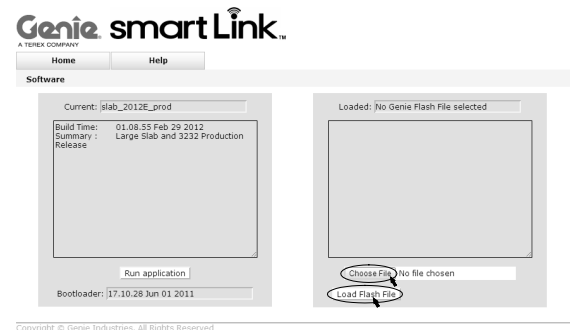 Genie. smartLink™
A TEREX COMPANY
Home Help
Software
Current: slab_2012E_prod
Build Time: 01.08.55 Feb 29 2012
Summary : Large Slab and 3232 Production
Release
Run application
Bootloader: 17.10.28 Jun 01 2011
Loaded: No Genie Flash File selected
Choose File No file chosen
Load Flash File
Copyright © Genie Industries. All Rights Reserved